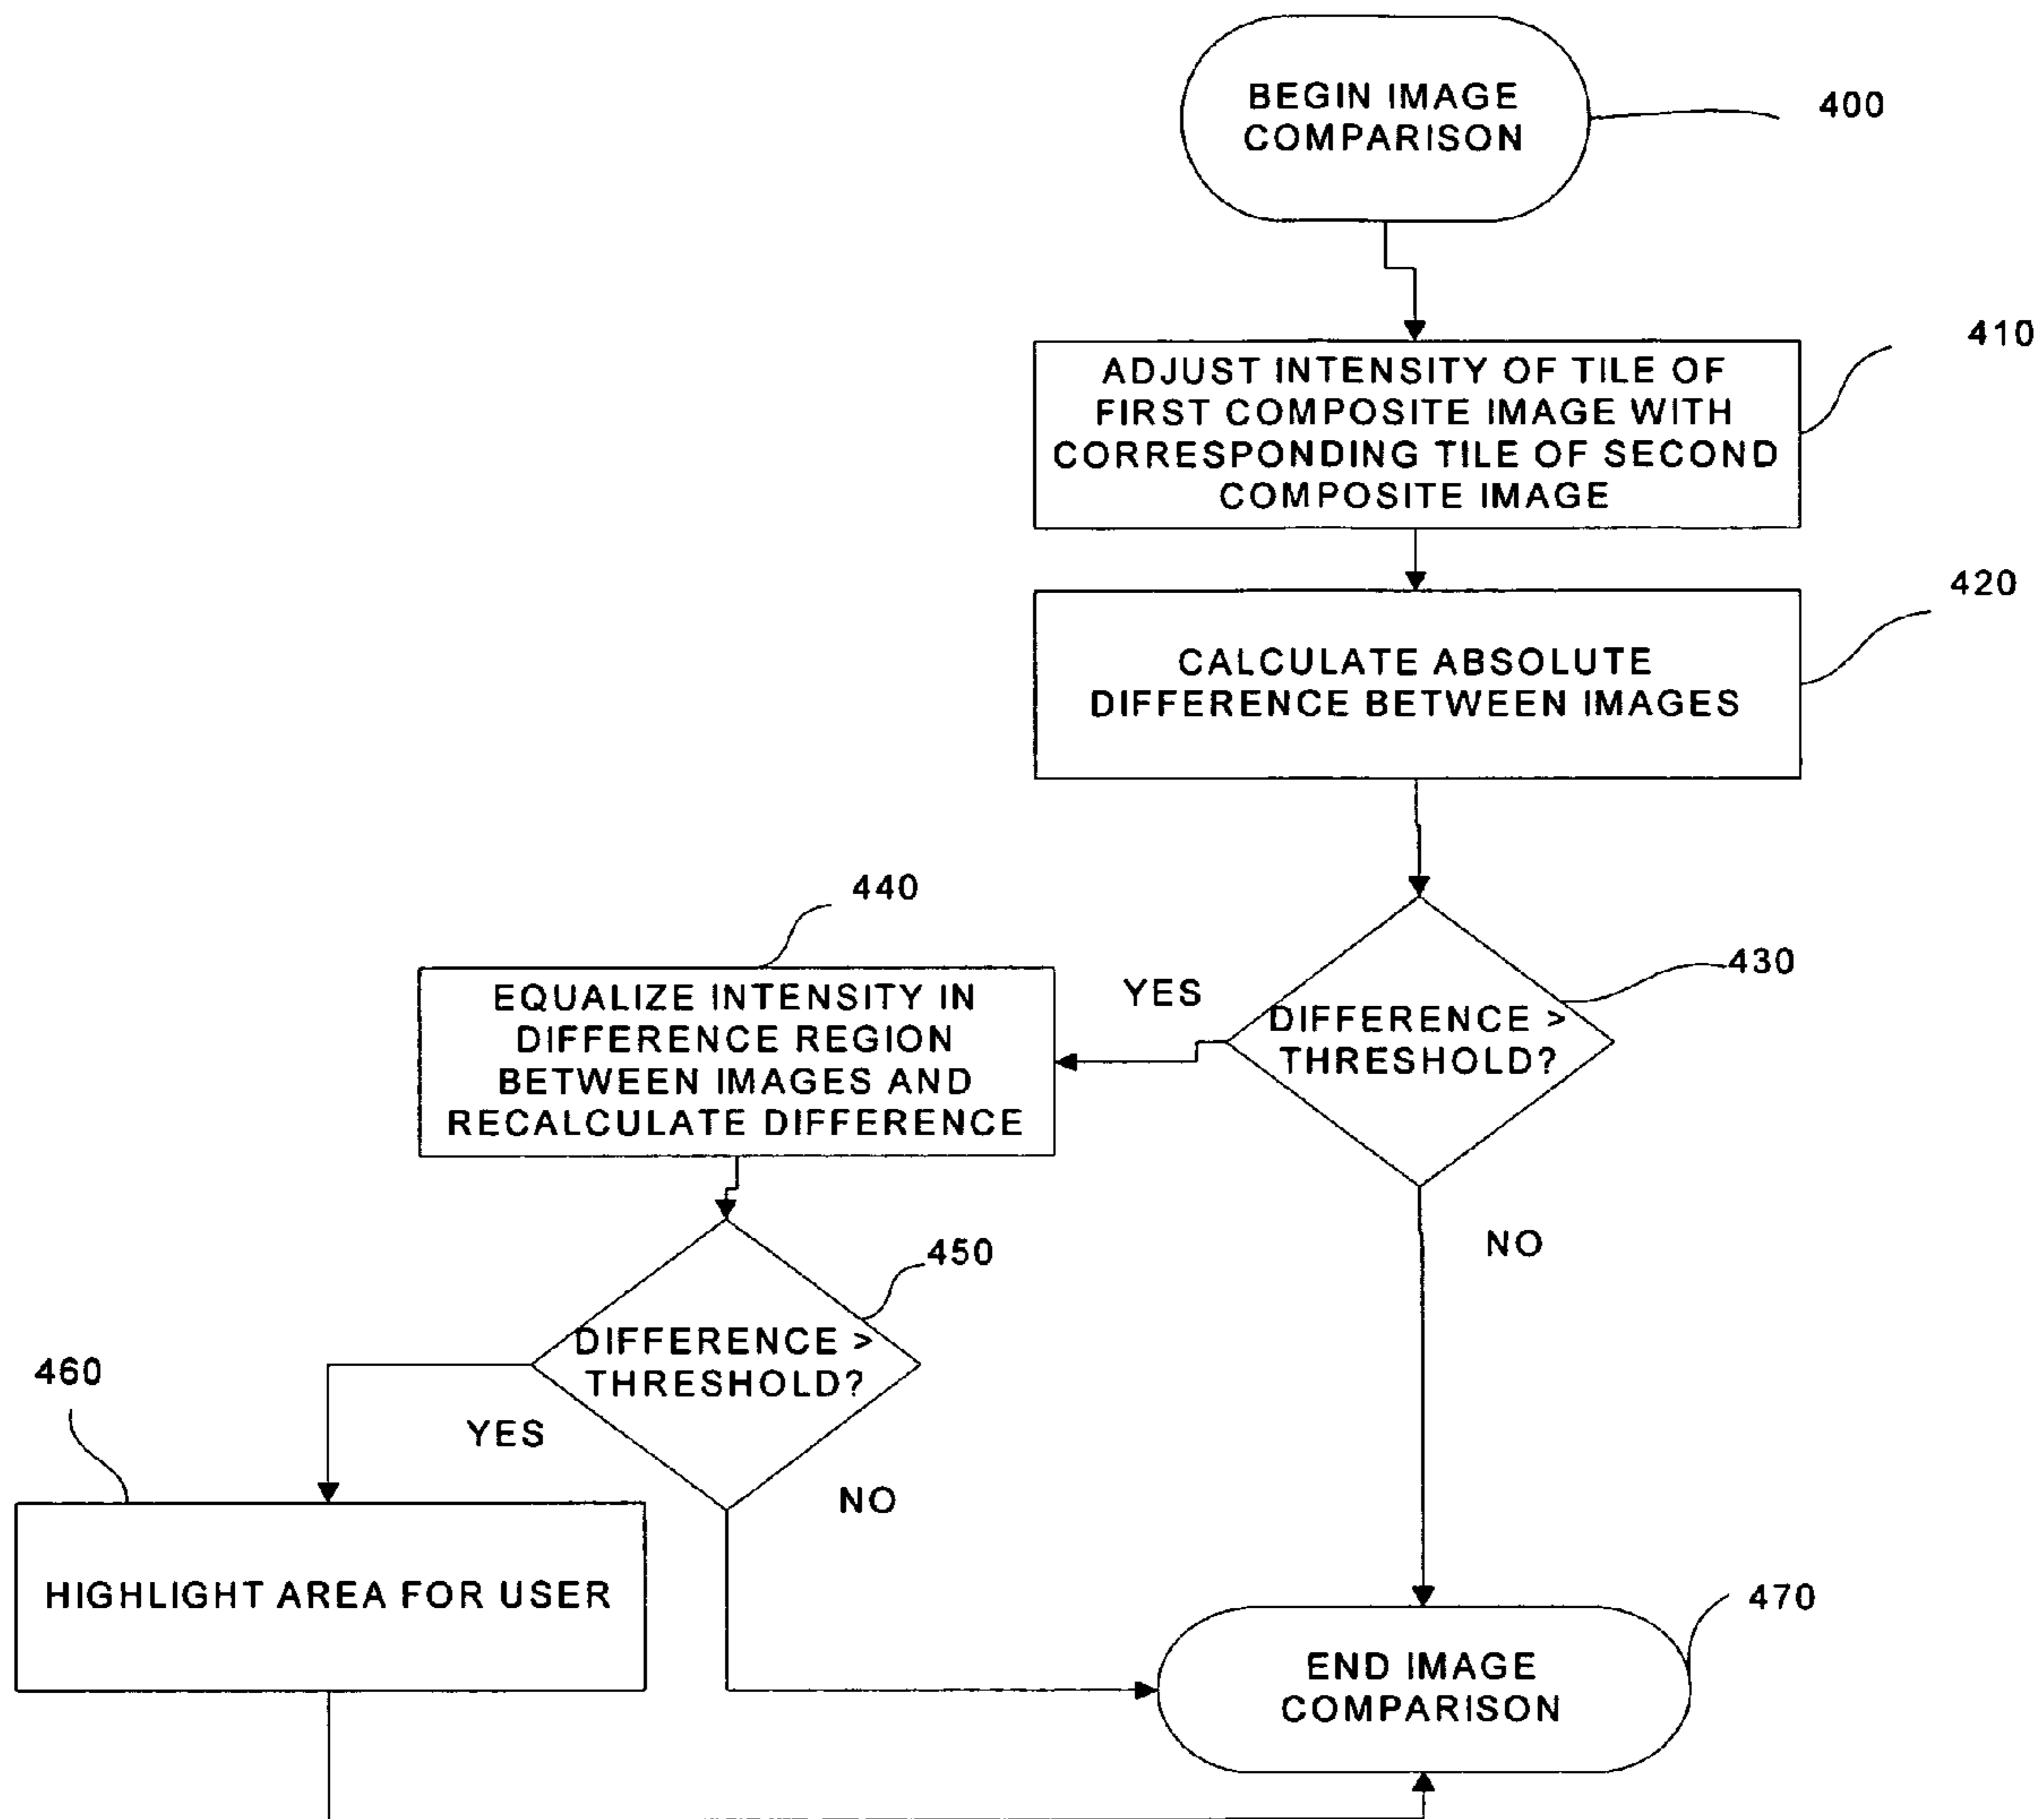 BEGIN IMAGE
COMPARISON
400
410
ADJUST INTENSITY OF TILE OF
FIRST COMPOSITE IMAGE WITH
CORRESPONDING TILE OF SECOND
COMPOSITE IMAGE
420
CALCULATE ABSOLUTE
DIFFERENCE BETWEEN IMAGES
440
430
YES
DIFFERENCE >
THRESHOLD?
EQUALIZE INTENSITY IN
DIFFERENCE REGION
BETWEEN IMAGES AND
RECALCULATE DIFFERENCE
NO
450
DIFFERENCE >
THRESHOLD?
460
YES
NO
HIGHLIGHT AREA FOR USER
470
END IMAGE
COMPARISON